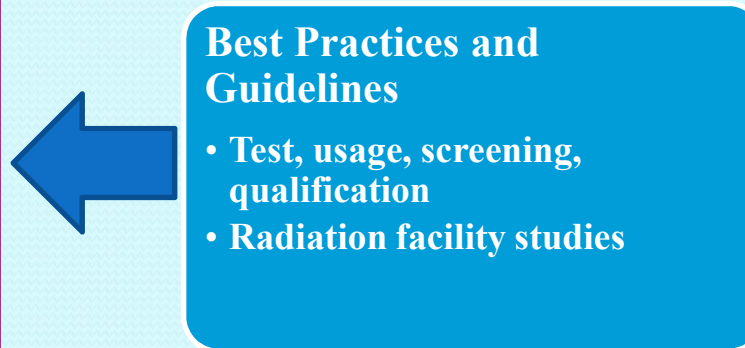 Best Practices and
Guidelines
• Test, usage, screening,
qualification
• Radiation facility studies